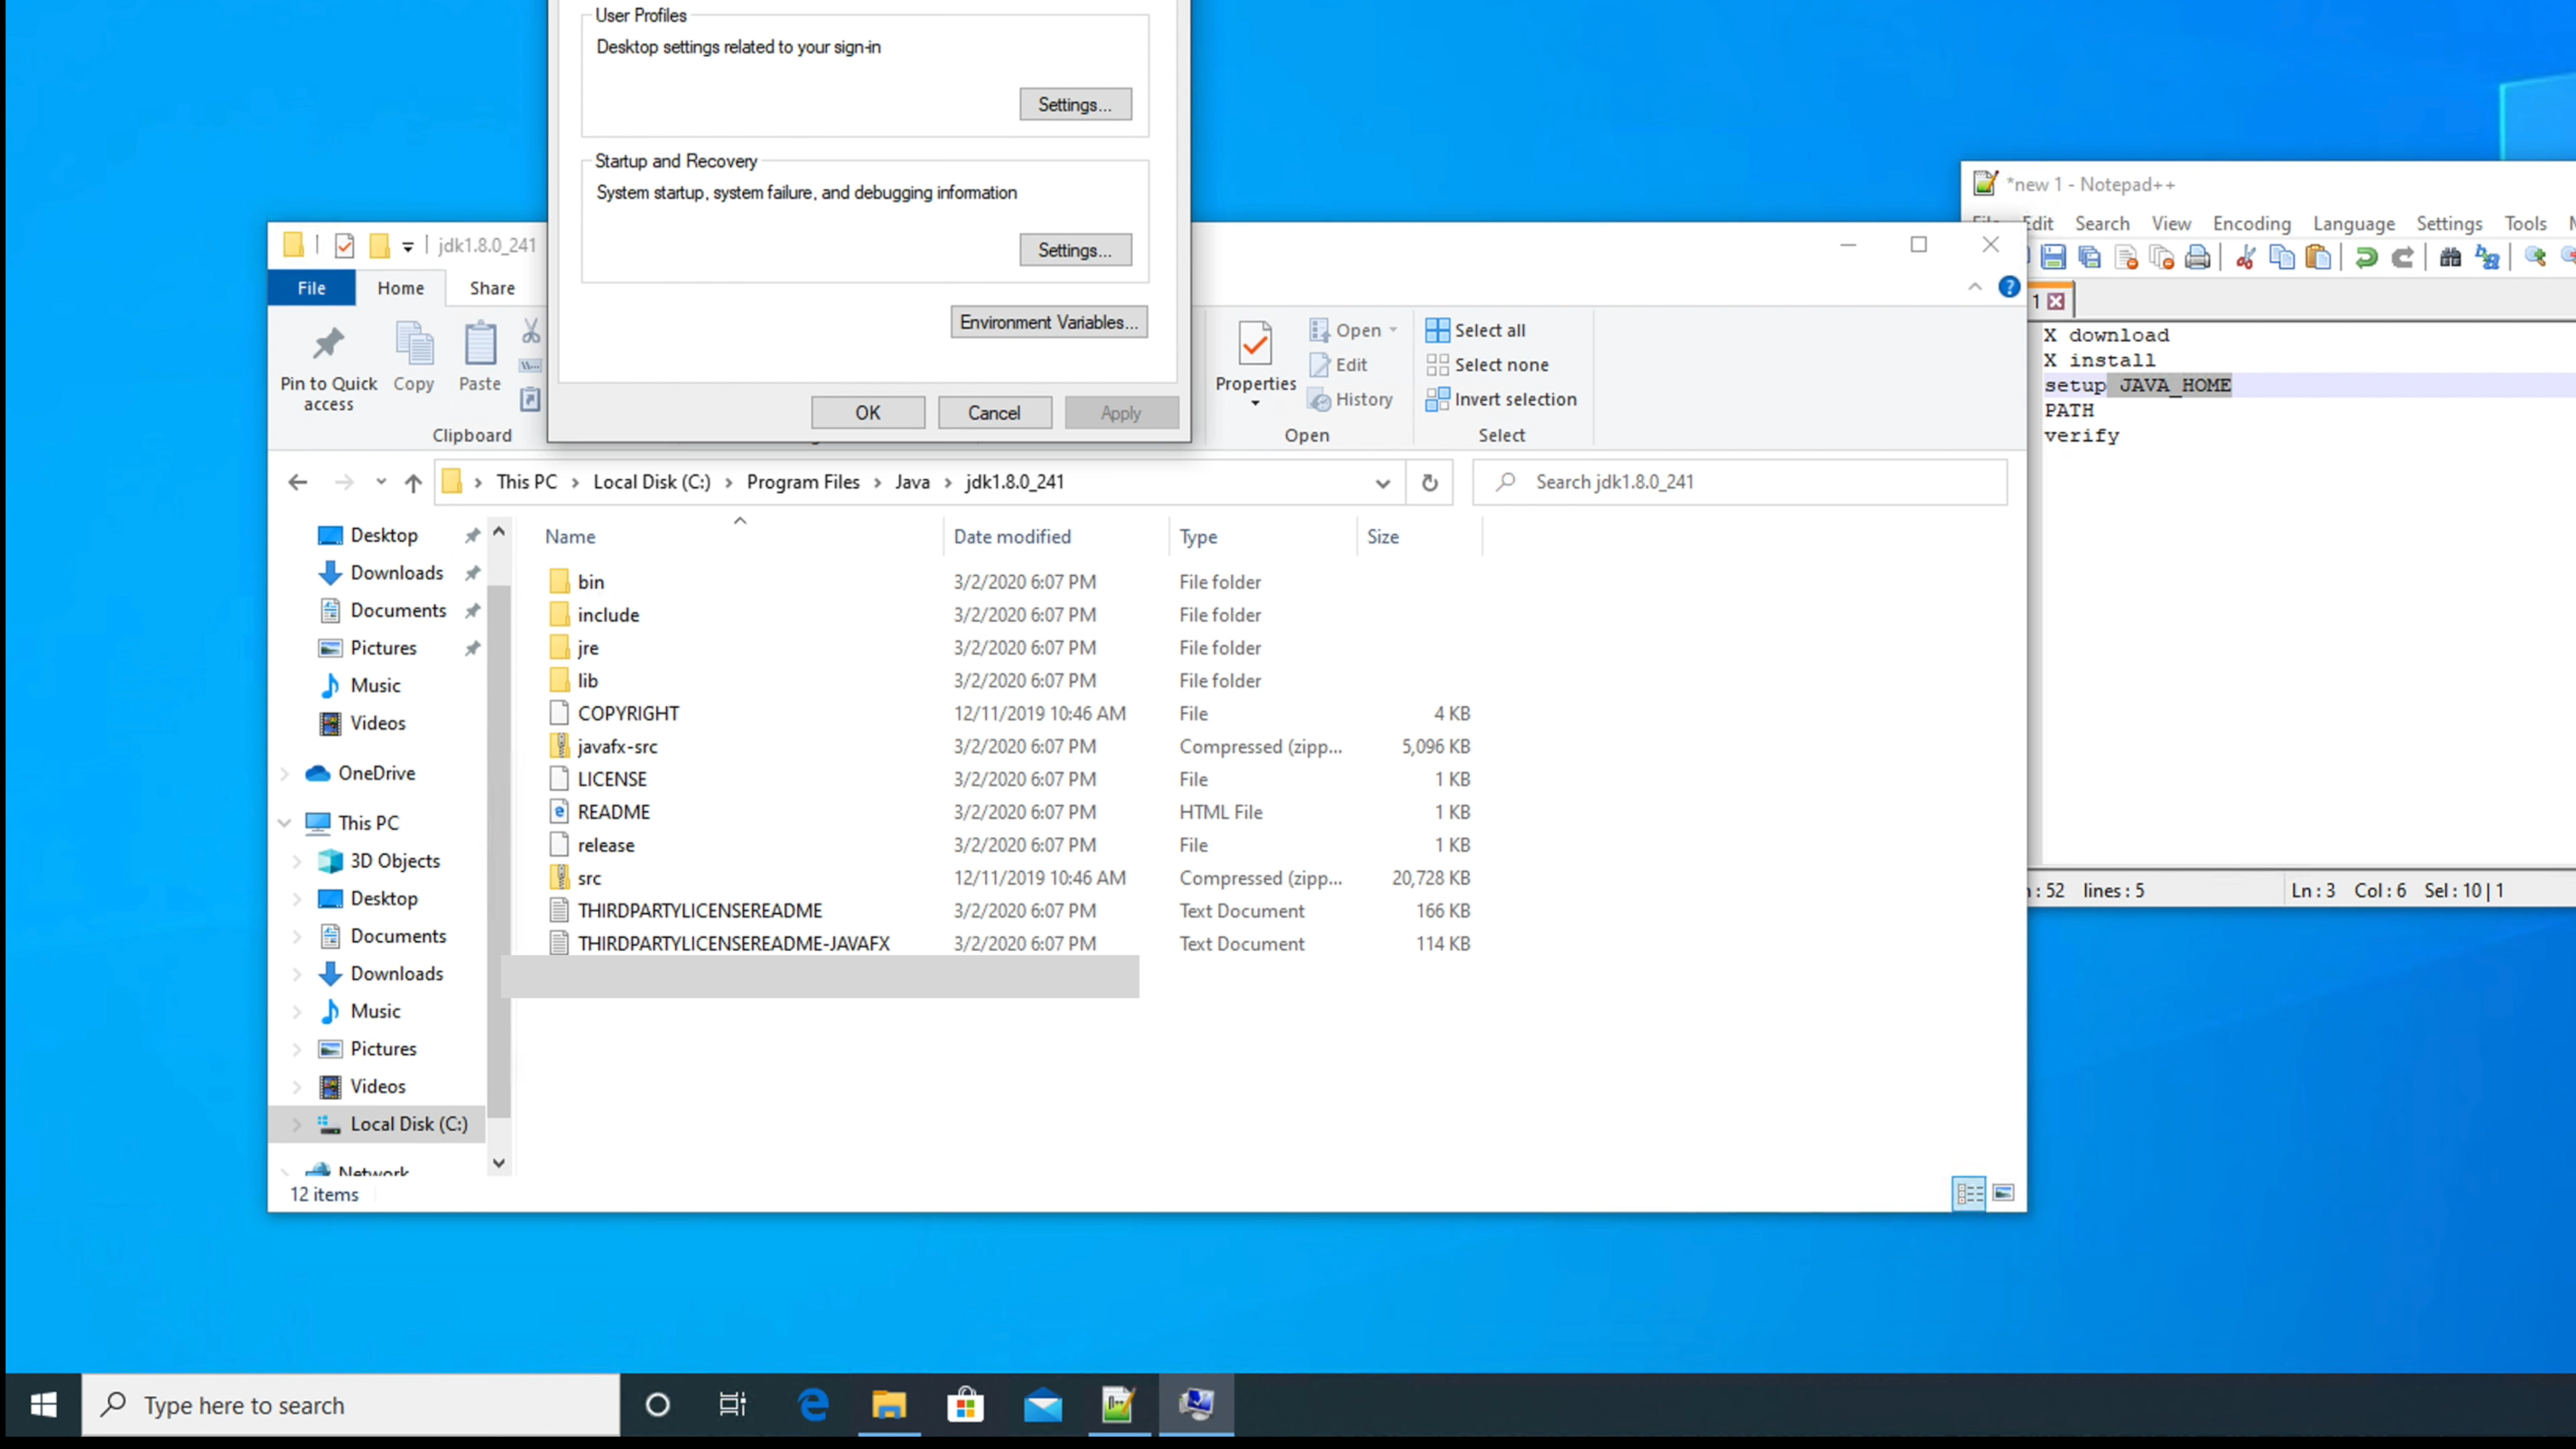 User Profiles
Desktop settings related to your sign-in
Settings...
Startup and Recovery
System startup, system failure, and debugging information
Settings...
Environment Variables...
OK Cancel Apply
jdk1.8.0_241
File Home Share
Pin to Quick access
Copy
Paste
Clipboard
Properties
Open
Edit
History
Open
Select all
Select none
Invert selection
Select
This PC > Local Disk (C:) > Program Files > Java > jdk1.8.0_241
Search jdk1.8.0_241
Desktop
Downloads
Documents
Pictures
Music
Videos
OneDrive
This PC
3D Objects
Desktop
Documents
Downloads
Music
Pictures
Videos
Local Disk (C:)
Network
12 items
Name Date modified Type Size
bin 3/2/2020 6:07 PM File folder
include 3/2/2020 6:07 PM File folder
jre 3/2/2020 6:07 PM File folder
lib 3/2/2020 6:07 PM File folder
COPYRIGHT 12/11/2019 10:46 AM File 4 KB
javafx-src 3/2/2020 6:07 PM Compressed (zipp... 5,096 KB
LICENSE 3/2/2020 6:07 PM File 1 KB
README 3/2/2020 6:07 PM HTML File 1 KB
release 3/2/2020 6:07 PM File 1 KB
src 12/11/2019 10:46 AM Compressed (zipp... 20,728 KB
THIRDPARTYLICENSEREADME 3/2/2020 6:07 PM Text Document 166 KB
THIRDPARTYLICENSEREADME-JAVAFX 3/2/2020 6:07 PM Text Document 114 KB
*new 1 - Notepad++
Edit Search View Encoding Language Settings Tools
1
X download
X install
setup JAVA_HOME
PATH
verify
: 52 lines : 5 Ln : 3 Col : 6 Sel : 10 | 1
Type here to search